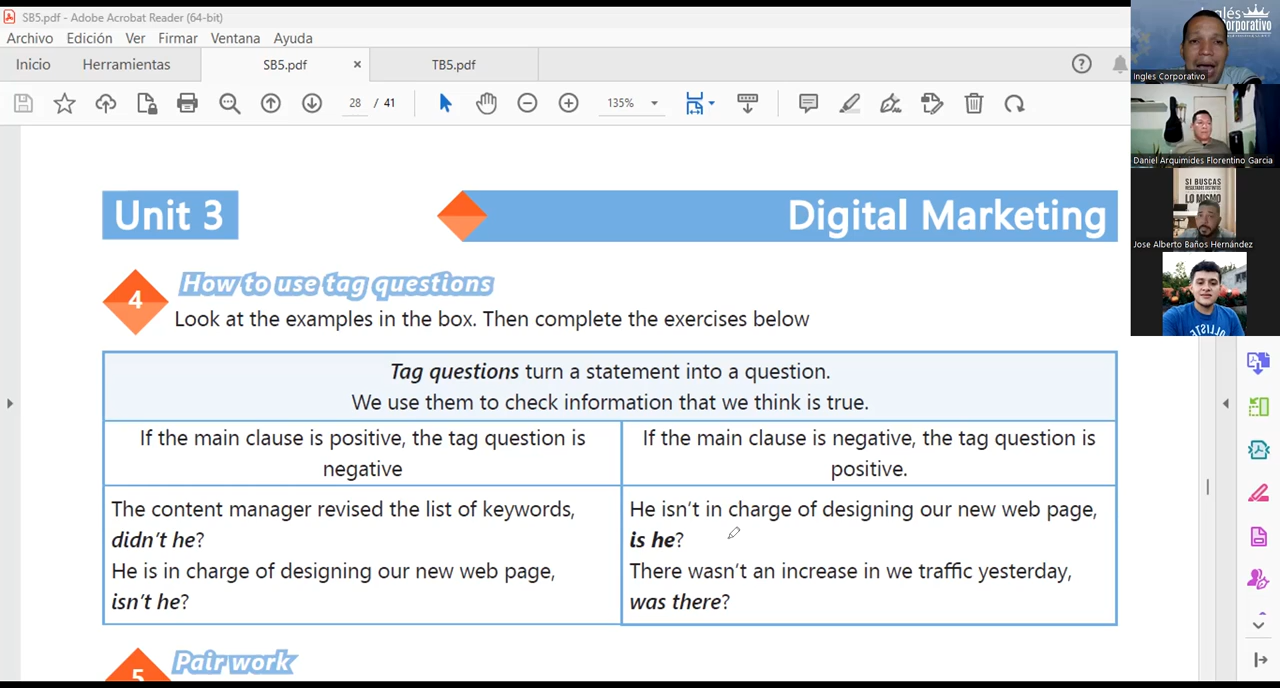 SB5.pdf - Adobe Acrobat Reader (64-bit)
Archivo Edición Ver Firmar Ventana Ayuda
Inicio Herramientas SB5.pdf × TB5.pdf
28 / 41 135%
Unit 3 Digital Marketing
4 How to use tag questions
Look at the examples in the box. Then complete the exercises below
Tag questions turn a statement into a question.
We use them to check information that we think is true.
If the main clause is positive, the tag question is
negative
If the main clause is negative, the tag question is
positive.
The content manager revised the list of keywords,
didn't he?
He is in charge of designing our new web page,
isn't he?
He isn't in charge of designing our new web page,
is he?
There wasn't an increase in we traffic yesterday,
was there?
5 Pair work
Ingles Corporativo
Daniel Arquimides Florentino Garcia
SI BUSCAS
RESULTADOS DISTINTOS
LO MISMO
Jose Alberto Baños Hernández